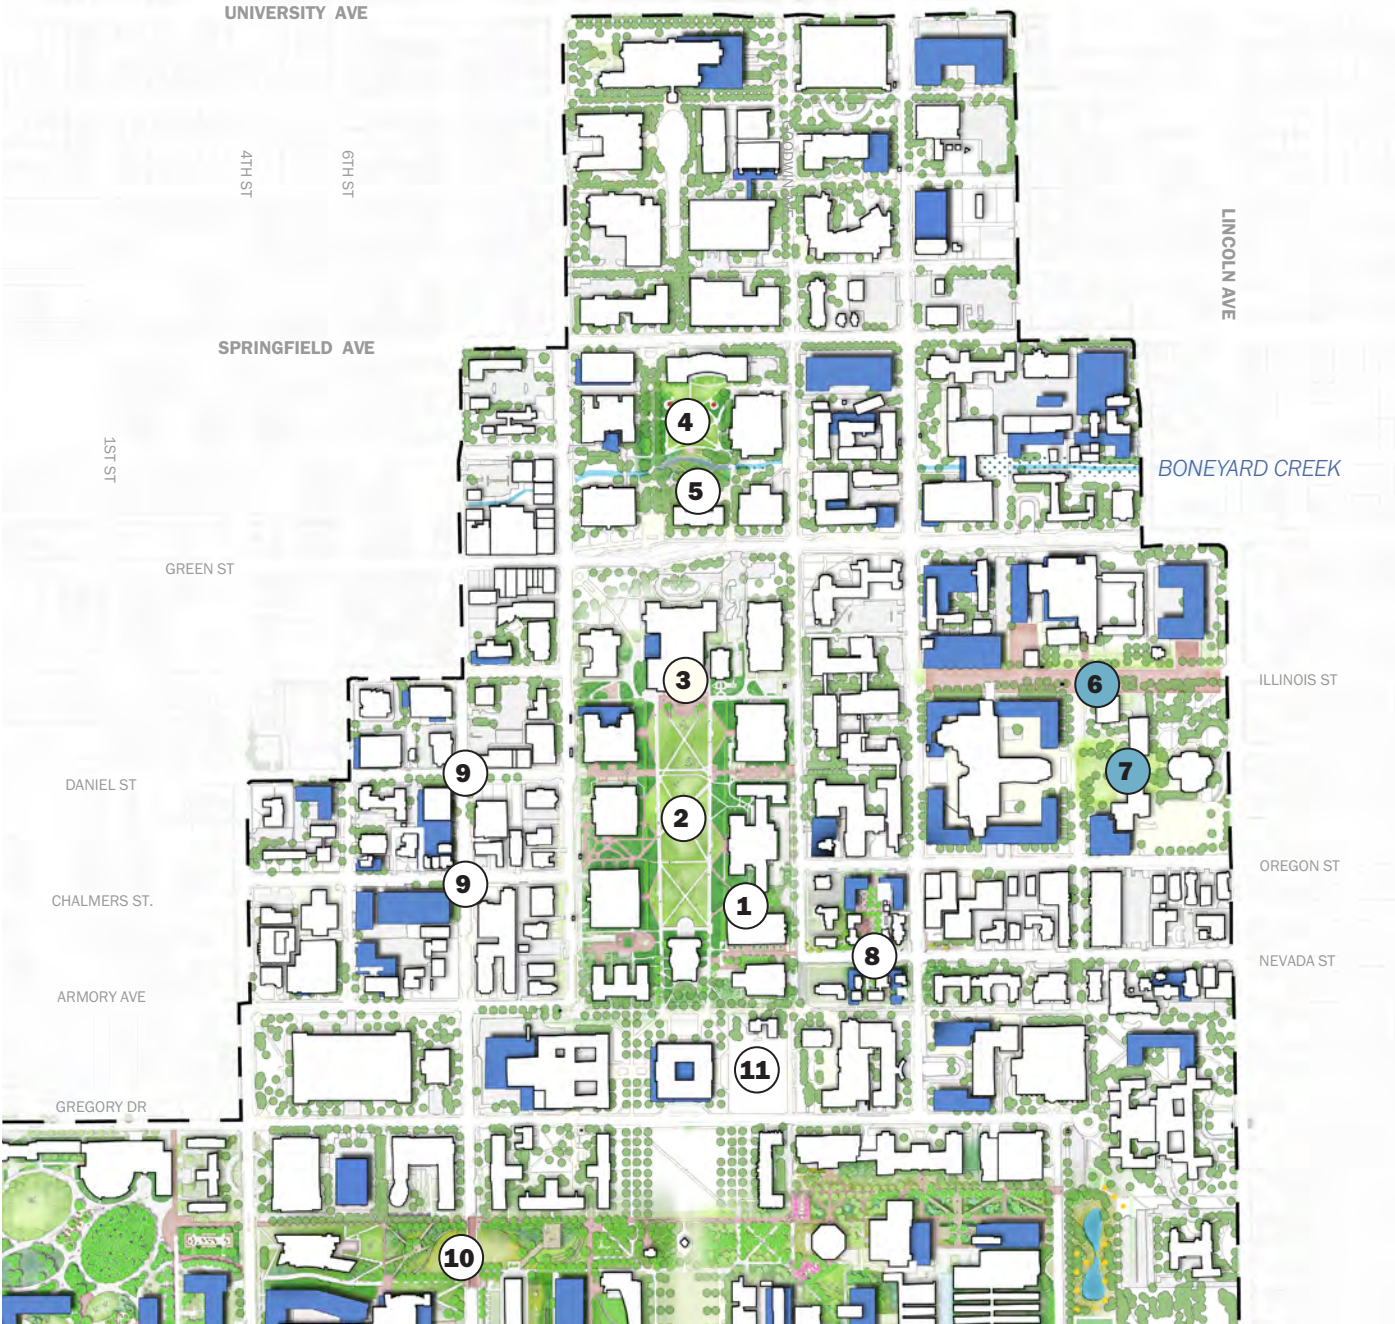 UNIVERSITY AVE
4TH ST
6TH ST
GOODWIN AVE
LINCOLN AVE
SPRINGFIELD AVE
4
1ST ST
BONEYARD CREEK
5
GREEN ST
3
6
ILLINOIS ST
9
7
DANIEL ST
2
OREGON ST
9
CHALMERS ST.
1
8
NEVADA ST
ARMORY AVE
11
GREGORY DR
10